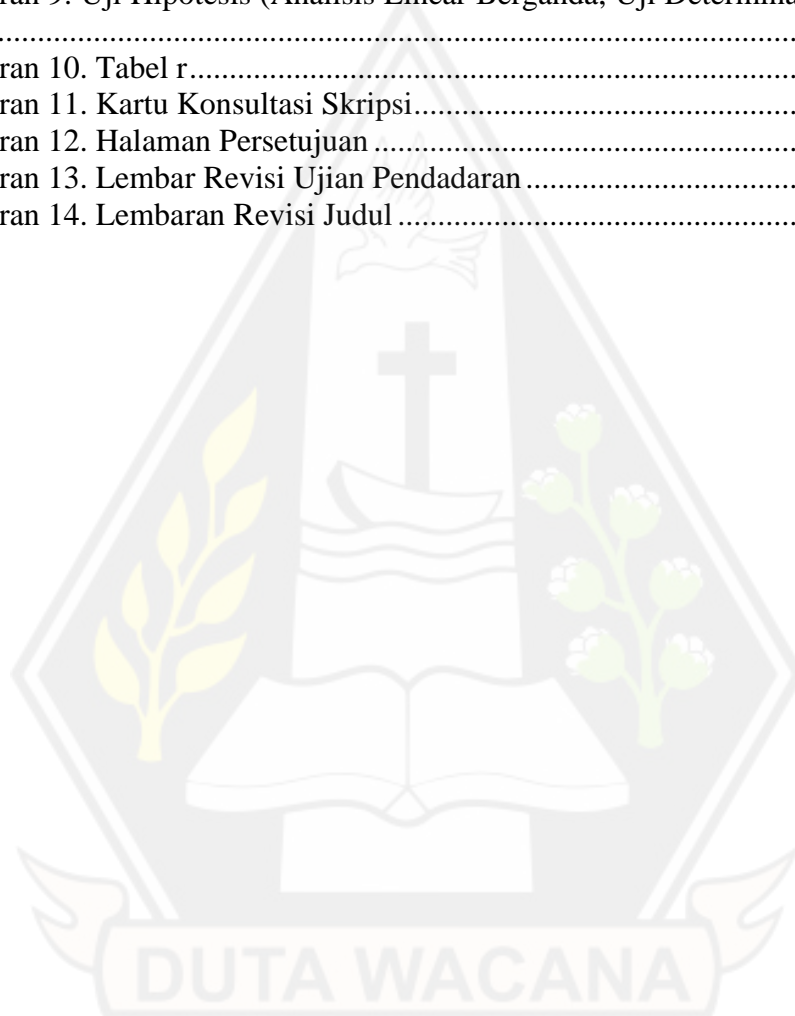 ran 9. Uji Hipotesis (Analisis Linear Berganda, Uji Determina
....................................................................................................
ran 10. Tabel r............................................................................
ran 11. Kartu Konsultasi Skripsi................................................
ran 12. Halaman Persetujuan .....................................................
ran 13. Lembar Revisi Ujian Pendadaran ..................................
ran 14. Lembaran Revisi Judul ..................................................
DUTA WACANA